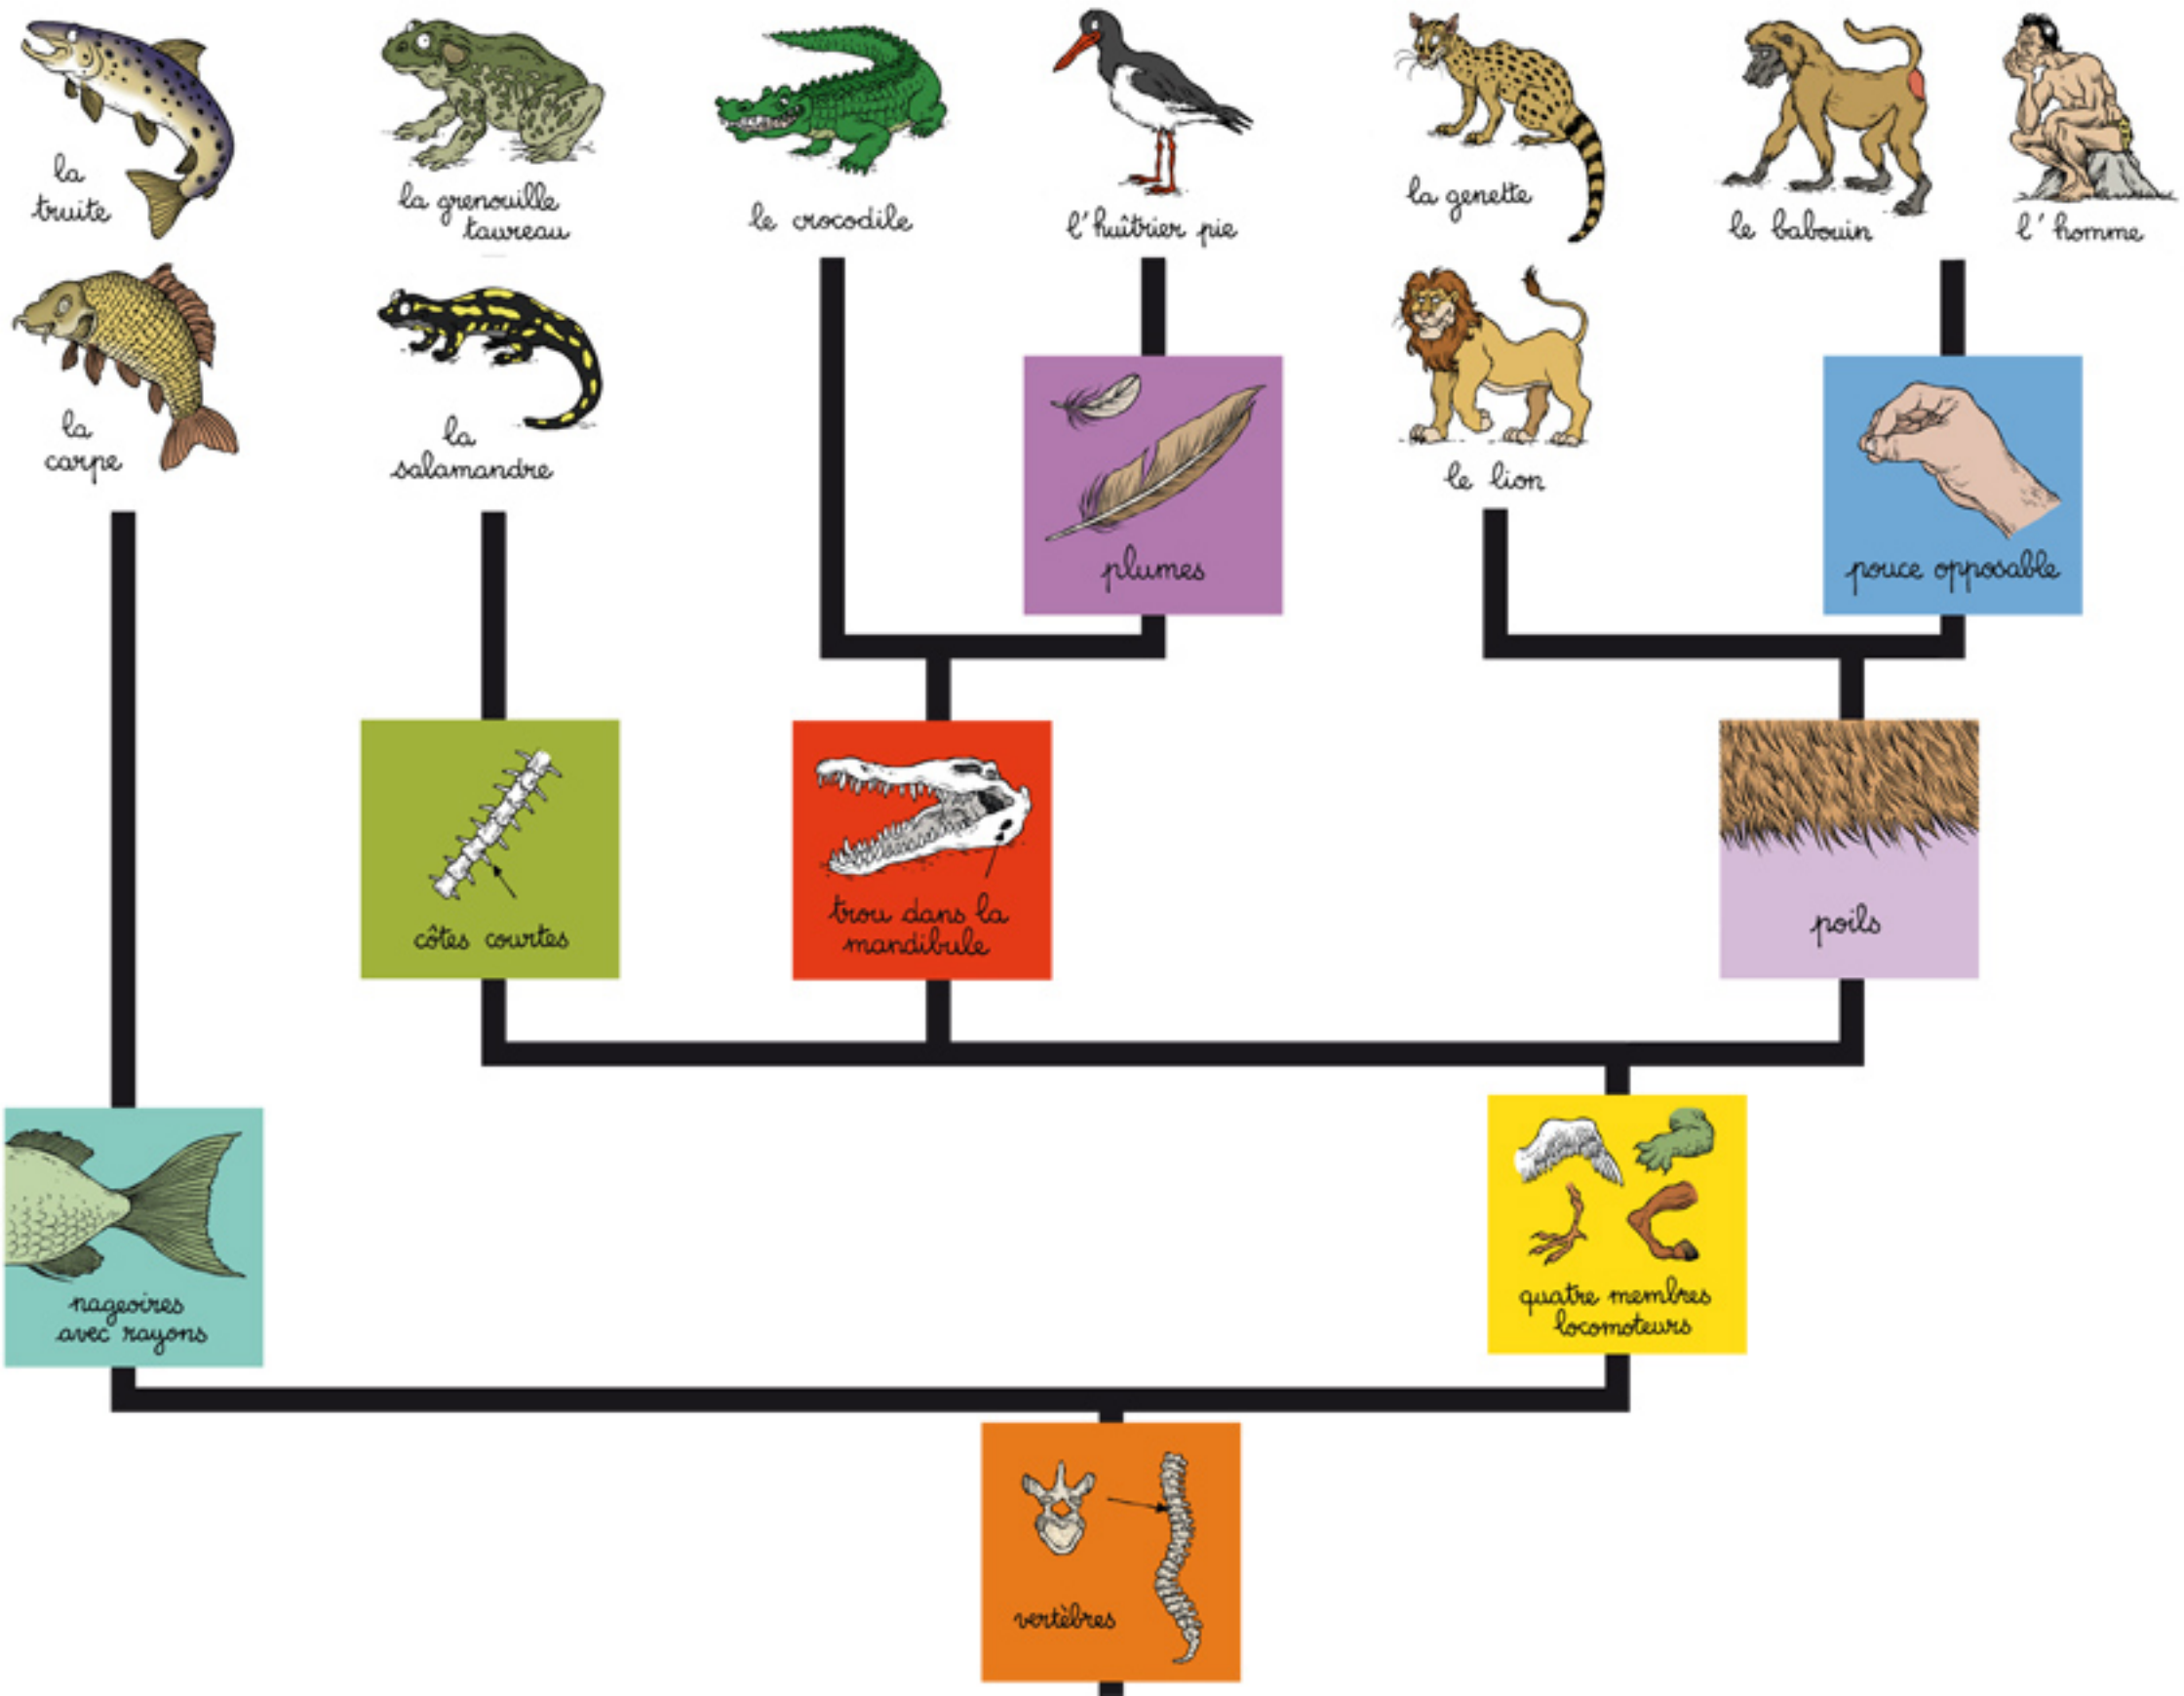 la
truite
la grenouille
taureau
le crocodile
l'huîtrier pie
la genette
le babouin
l'homme
la
carpe
la
salamandre
le lion
plumes
pouce opposable
côtes courtes
trou dans la
mandibule
poils
nageoires
avec rayons
quatre membres
locomoteurs
vertèbres